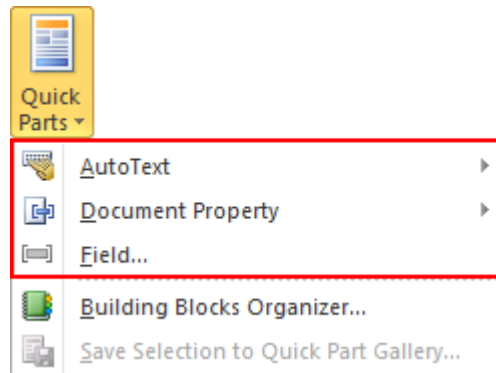 Quick
Parts
AutoText
Document Property
Field...
Building Blocks Organizer...
Save Selection to Quick Part Gallery...